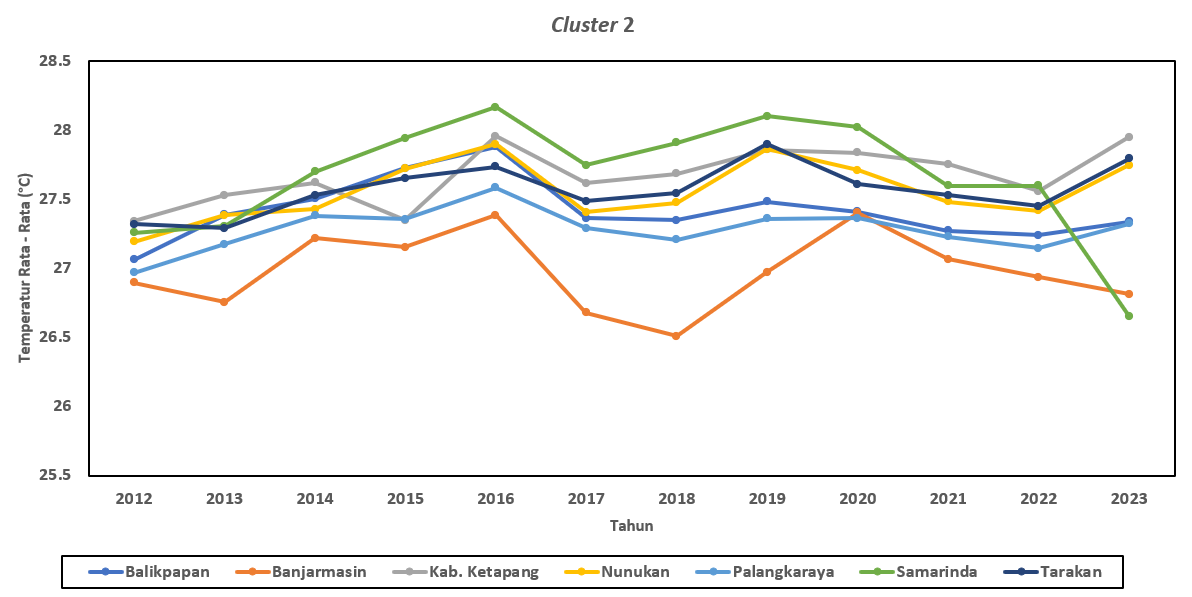 Cluster 2
28.5
28
27.5
27
26.5
26
25.5
Temperatur Rata - Rata (°C)
2012 2013 2014 2015 2016 2017 2018 2019 2020 2021 2022 2023
Tahun
Balikpapan Banjarmasin Kab. Ketapang Nunukan Palangkaraya Samarinda Tarakan